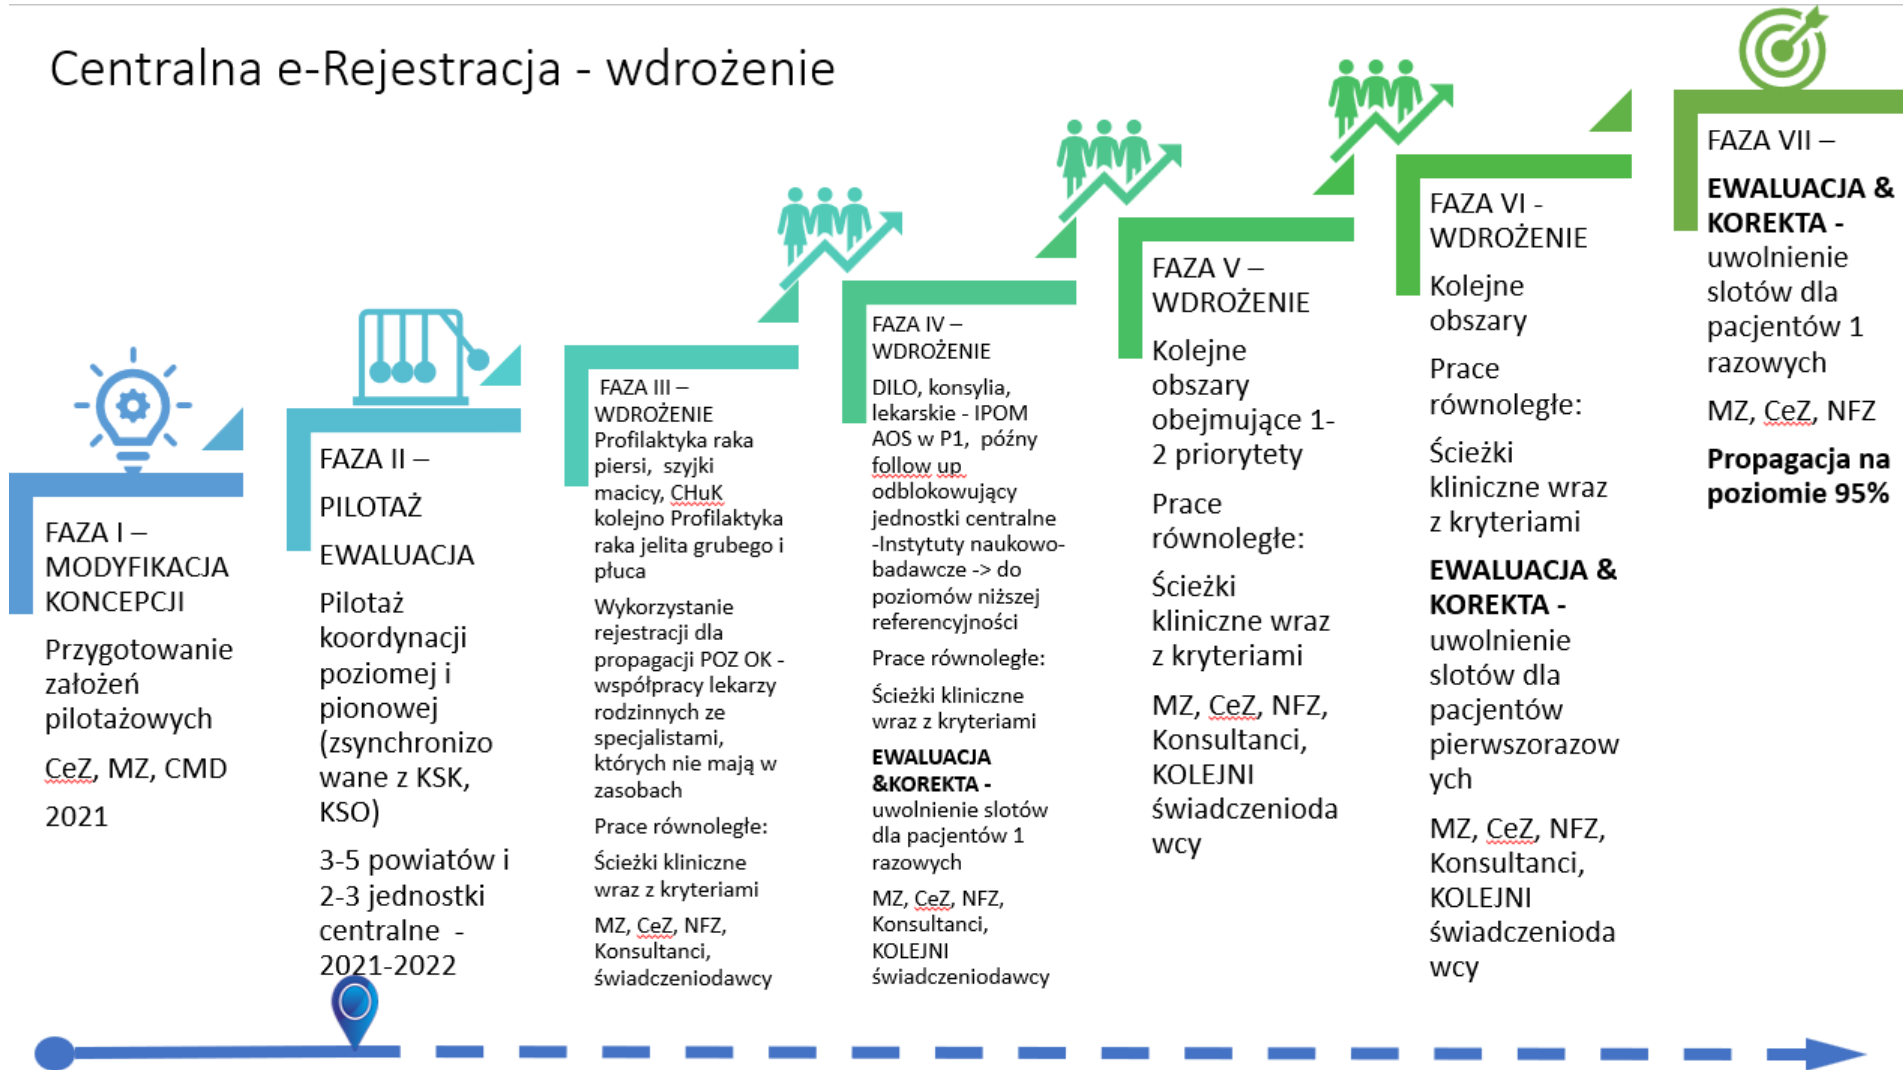 Centralna e-Rejestracja - wdrożenie
FAZA I –
MODYFIKACJA
KONCEPCJI
Przygotowanie
założeń
pilotażowych
CeZ, MZ, CMD
2021
FAZA II –
PILOTAŻ
EWALUACJA
Pilotaż
koordynacji
poziomej i
pionowej
(zsynchronizo
wane z KSK,
KSO)
3-5 powiatów i
2-3 jednostki
centralne -
2021-2022
FAZA III –
WDROŻENIE
Profilaktyka raka
piersi, szyjki
macicy, CHuK
kolejno Profilaktyka
raka jelita grubego i
płuca
Wykorzystanie
rejestracji dla
propagacji POZ OK -
współpracy lekarzy
rodzinnych ze
specjalistami,
których nie mają w
zasobach
Prace równoległe:
Ścieżki kliniczne
wraz z kryteriami
MZ, CeZ, NFZ,
Konsultanci,
świadczeniodawcy
FAZA IV –
WDROŻENIE
DILO, konsylia,
lekarskie - IPOM
AOS w P1, późny
follow up
odblokowujący
jednostki centralne
-Instytuty naukowo-
badawcze -> do
poziomów niższej
referencyjności
Prace równoległe:
Ścieżki kliniczne
wraz z kryteriami
EWALUACJA
&KOREKTA -
uwolnienie slotów
dla pacjentów 1
razowych
MZ, CeZ, NFZ,
Konsultanci,
KOLEJNI
świadczeniodawcy
FAZA V –
WDROŻENIE
Kolejne
obszary
obejmujące 1-
2 priorytety
Prace
równoległe:
Ścieżki
kliniczne wraz
z kryteriami
MZ, CeZ, NFZ,
Konsultanci,
KOLEJNI
świadczenioda
wcy
FAZA VI -
WDROŻENIE
Kolejne
obszary
Prace
równoległe:
Ścieżki
kliniczne wraz
z kryteriami
EWALUACJA &
KOREKTA -
uwolnienie
slotów dla
pacjentów
pierwszorazow
ych
MZ, CeZ, NFZ,
Konsultanci,
KOLEJNI
świadczenioda
wcy
FAZA VII –
EWALUACJA &
KOREKTA -
uwolnienie
slotów dla
pacjentów 1
razowych
MZ, CeZ, NFZ
Propagacja na
poziomie 95%